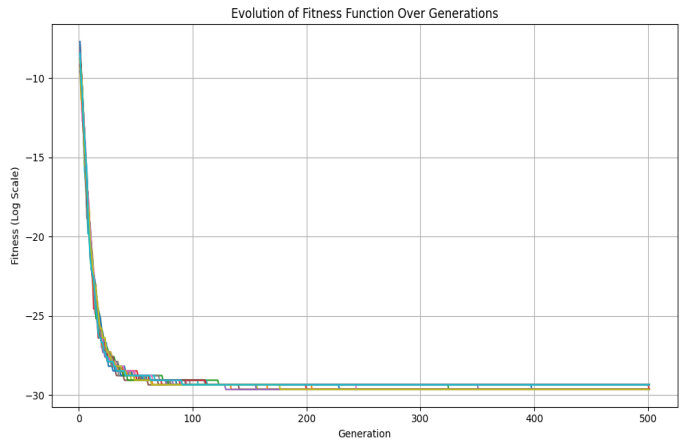 Evolution of Fitness Function Over Generations
Fitness (Log Scale)
−10
−15
−20
−25
−30
0 100 200 300 400 500
Generation